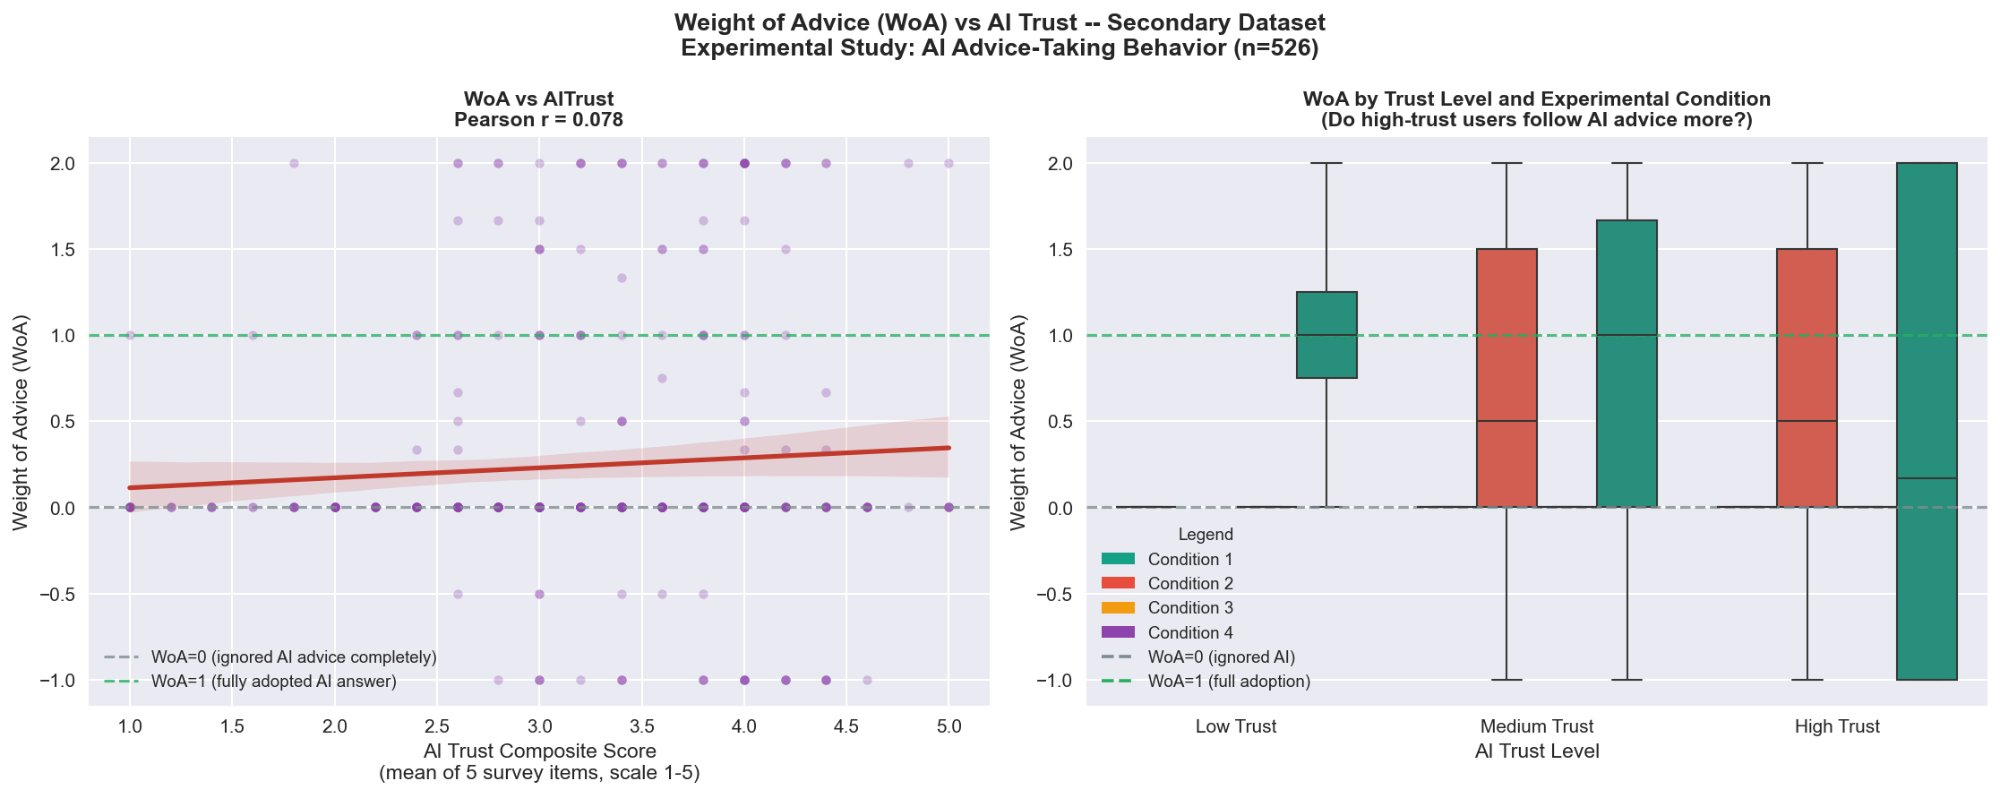 Weight of Advice (WoA) vs AI Trust -- Secondary Dataset
Experimental Study: AI Advice-Taking Behavior (n=526)
WoA vs AITrust
Pearson r = 0.078
2.0
1.5
1.0
0.5
0.0
−0.5
−1.0
Weight of Advice (WoA)
WoA=0 (ignored AI advice completely)
WoA=1 (fully adopted AI answer)
1.0 1.5 2.0 2.5 3.0 3.5 4.0 4.5 5.0
AI Trust Composite Score
(mean of 5 survey items, scale 1-5)
WoA by Trust Level and Experimental Condition
(Do high-trust users follow AI advice more?)
2.0
1.5
1.0
0.5
0.0
−0.5
−1.0
Weight of Advice (WoA)
Legend
Condition 1
Condition 2
Condition 3
Condition 4
WoA=0 (ignored AI)
WoA=1 (full adoption)
Low Trust Medium Trust High Trust
AI Trust Level